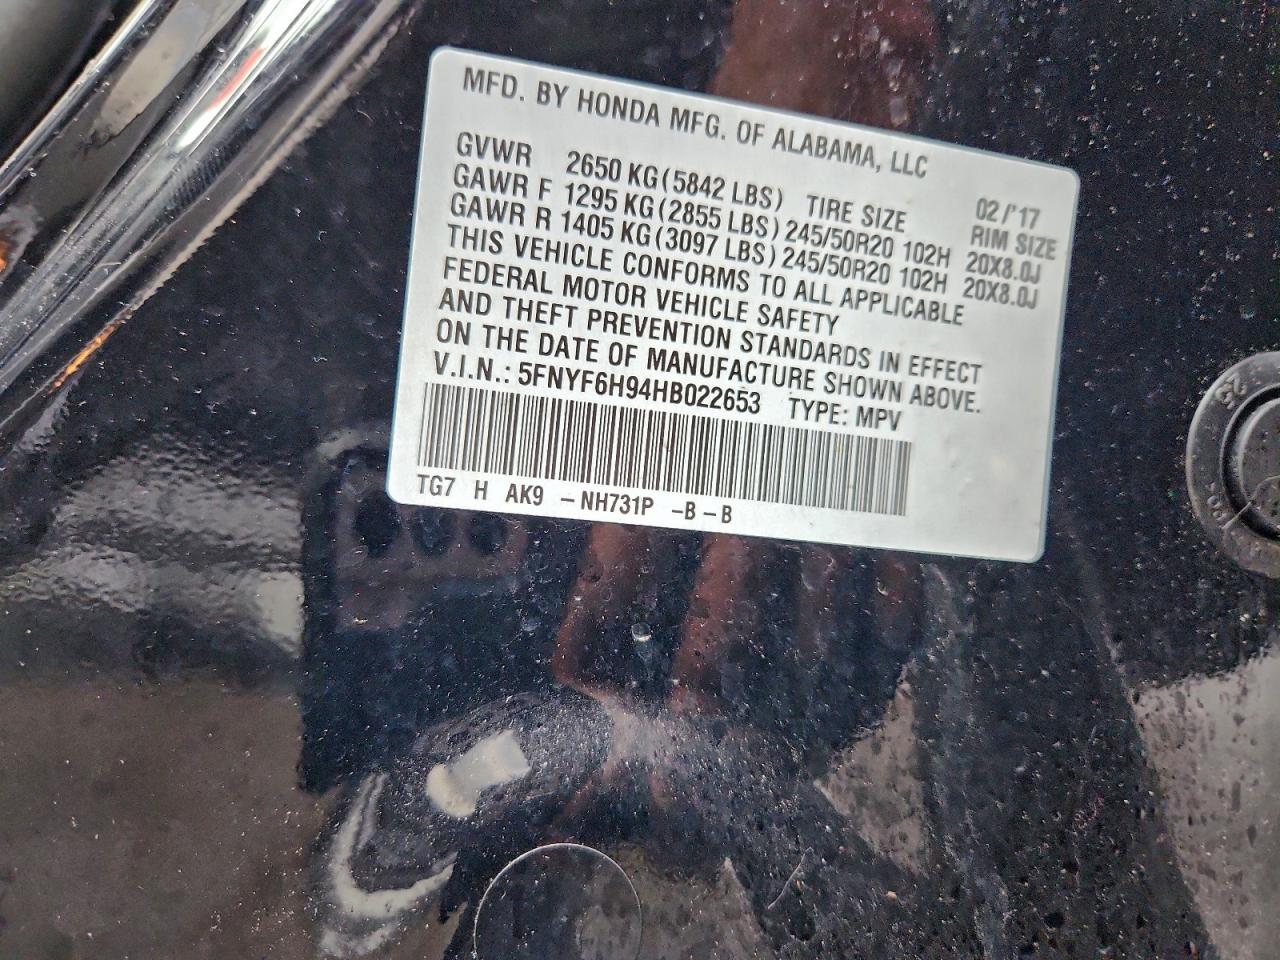 MFD. BY HONDA MFG. OF ALABAMA, LLC
02/'17
GVWR 2650 KG(5842 LBS) TIRE SIZE RIM SIZE
GAWR F 1295 KG(2855 LBS) 245/50R20 102H 20X8.0J
GAWR R 1405 KG(3097 LBS) 245/50R20 102H 20X8.0J
THIS VEHICLE CONFORMS TO ALL APPLICABLE
FEDERAL MOTOR VEHICLE SAFETY
AND THEFT PREVENTION STANDARDS IN EFFECT
ON THE DATE OF MANUFACTURE SHOWN ABOVE.
V.I.N.: 5FNYF6H94HB022653 TYPE: MPV
TG7 H AK9 -NH731P -B-B